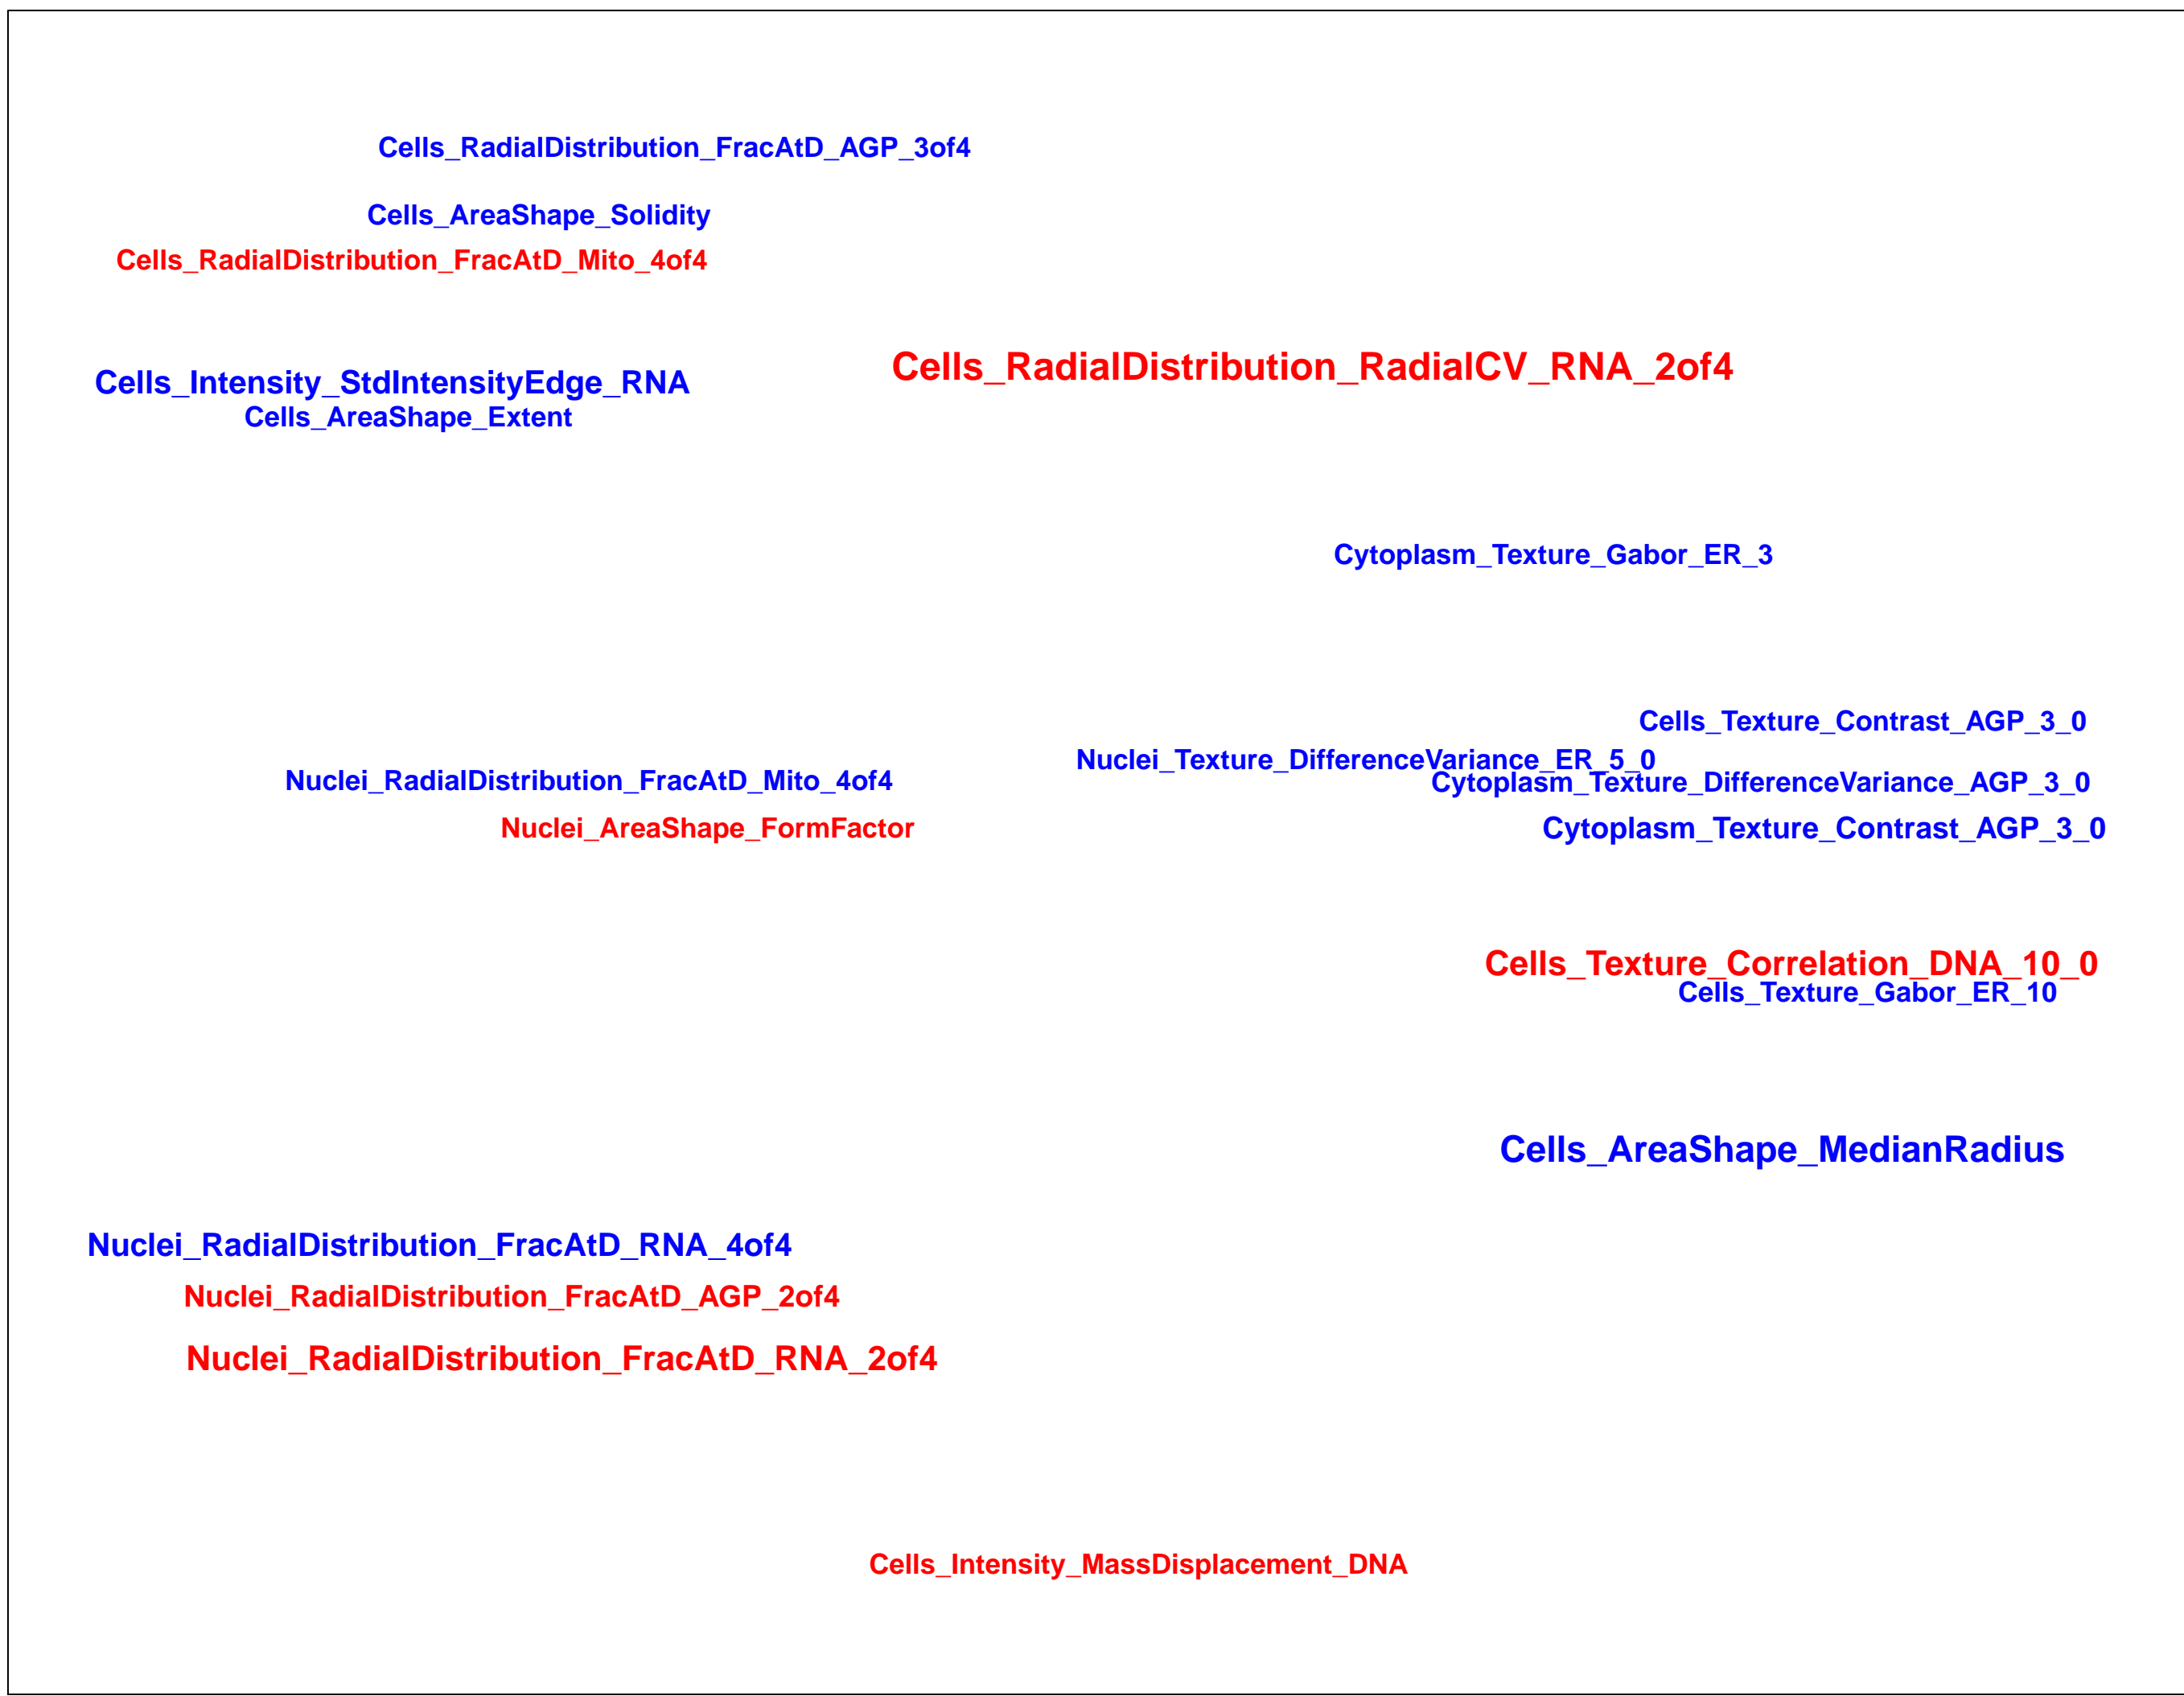 Cells_RadialDistribution_FracAtD_AGP_3of4
Cells_AreaShape_Solidity
Cells_RadialDistribution_FracAtD_Mito_4of4
Cells_RadialDistribution_RadialCV_RNA_2of4
Cells_Intensity_StdIntensityEdge_RNA
Cells_AreaShape_Extent
Cytoplasm_Texture_Gabor_ER_3
Cells_Texture_Contrast_AGP_3_0
Nuclei_Texture_DifferenceVariance_ER_5_0
Nuclei_RadialDistribution_FracAtD_Mito_4of4
Cytoplasm_Texture_DifferenceVariance_AGP_3_0
Nuclei_AreaShape_FormFactor
Cytoplasm_Texture_Contrast_AGP_3_0
Cells_Texture_Correlation_DNA_10_0
Cells_Texture_Gabor_ER_10
Cells_AreaShape_MedianRadius
Nuclei_RadialDistribution_FracAtD_RNA_4of4
Nuclei_RadialDistribution_FracAtD_AGP_2of4
Nuclei_RadialDistribution_FracAtD_RNA_2of4
Cells_Intensity_MassDisplacement_DNA